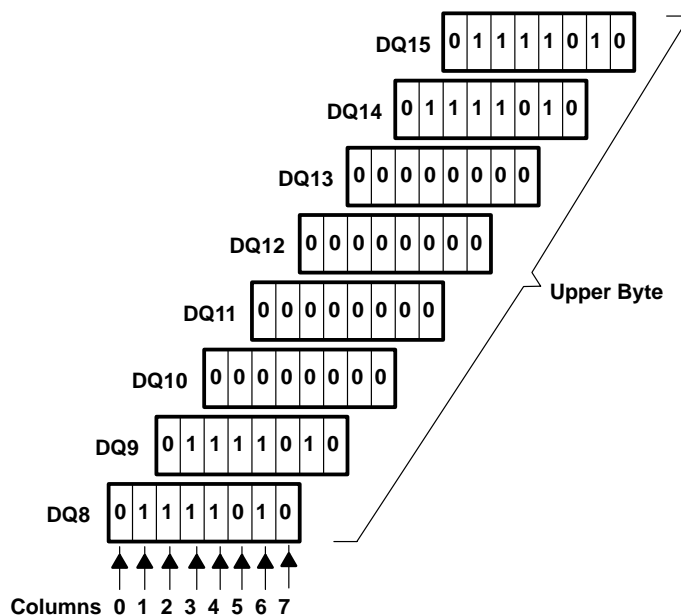 DQ15 0 1 1 1 1 0 1 0
DQ14 0 1 1 1 1 0 1 0
DQ13 0 0 0 0 0 0 0 0
DQ12 0 0 0 0 0 0 0 0
Upper Byte
DQ11 0 0 0 0 0 0 0 0
DQ10 0 0 0 0 0 0 0 0
DQ9 0 1 1 1 1 0 1 0
DQ8 0 1 1 1 1 0 1 0
Columns 0 1 2 3 4 5 6 7